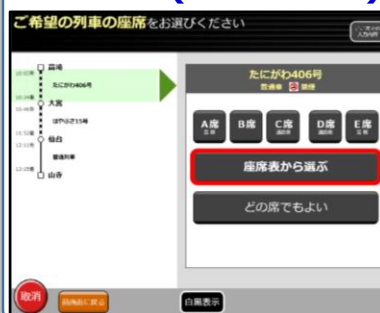 ご希望の列車の座席をお選びください
高崎
たにがわ406号
大宮
はやぶさ15号
仙台
普通列車
山寺
たにがわ406号
普通車 禁煙
A席
B席
C席
D席
E席
座席表から選ぶ
どの席でもよい
取消
白黒表示